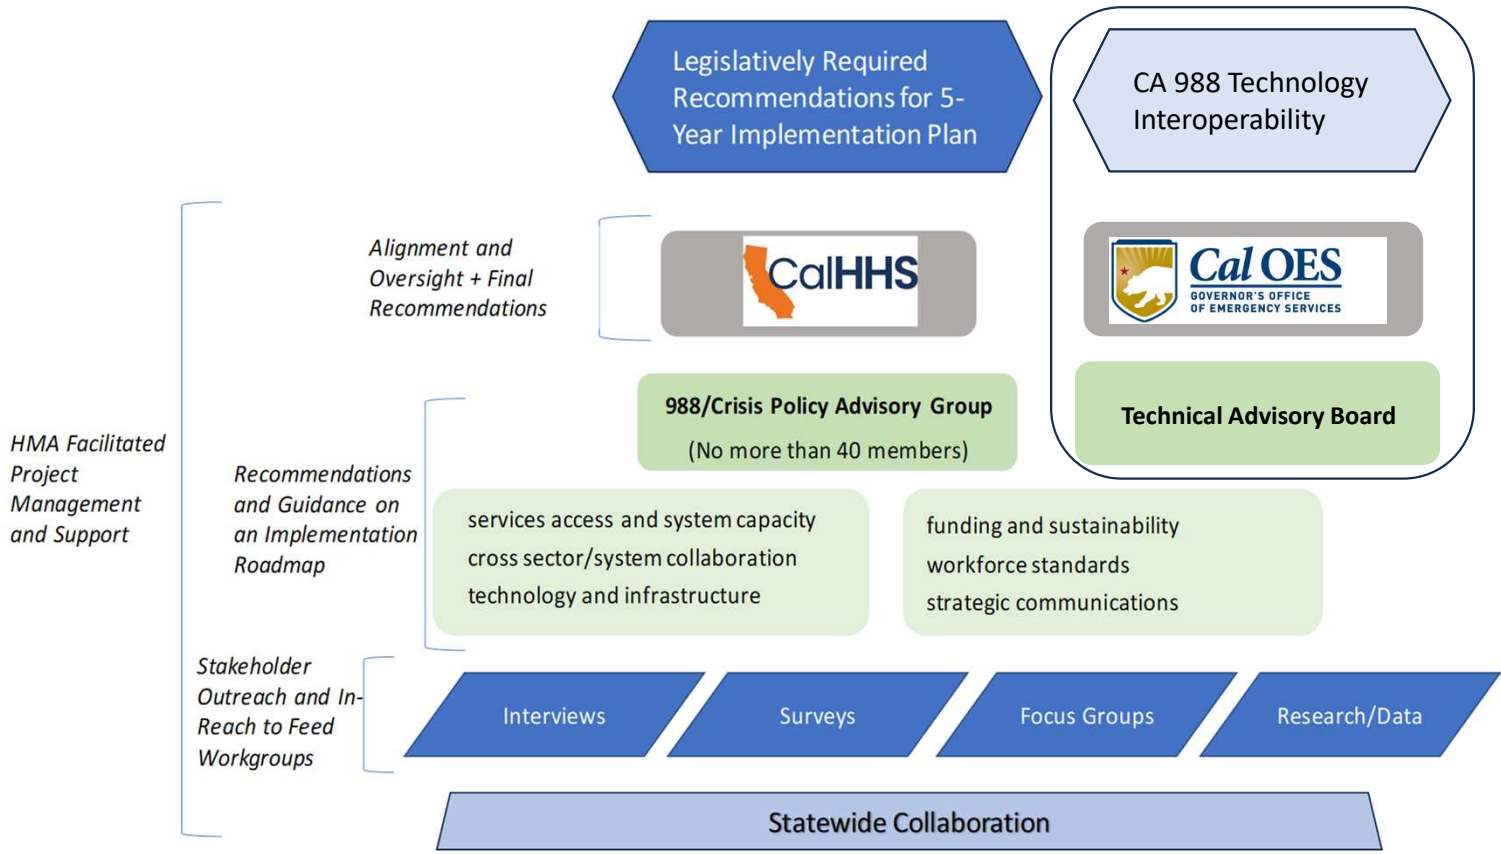 Legislatively Required
Recommendations for 5-
Year Implementation Plan
CA 988 Technology
Interoperability
Alignment and
Oversight + Final
Recommendations
CalHHS
Cal OES
GOVERNOR'S OFFICE
OF EMERGENCY SERVICES
988/Crisis Policy Advisory Group
(No more than 40 members)
Technical Advisory Board
HMA Facilitated
Project
Management
and Support
Recommendations
and Guidance on
an Implementation
Roadmap
services access and system capacity
cross sector/system collaboration
technology and infrastructure
funding and sustainability
workforce standards
strategic communications
Stakeholder
Outreach and In-
Reach to Feed
Workgroups
Interviews
Surveys
Focus Groups
Research/Data
Statewide Collaboration